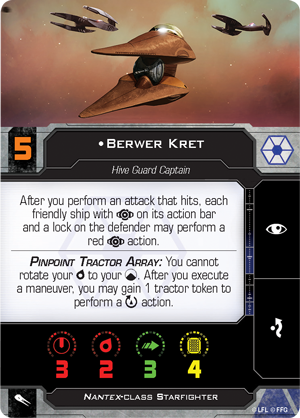 5
•Berwer Kret
Hive Guard Captain
After you perform an attack that hits, each
friendly ship with on its action bar
and a lock on the defender may perform a
red action.
Pinpoint Tractor Array: You cannot
rotate your to your . After you execute
a maneuver, you may gain 1 tractor token to
perform a action.
3 2 3 4
Nantex-class Starfighter
©LFL ©FFG